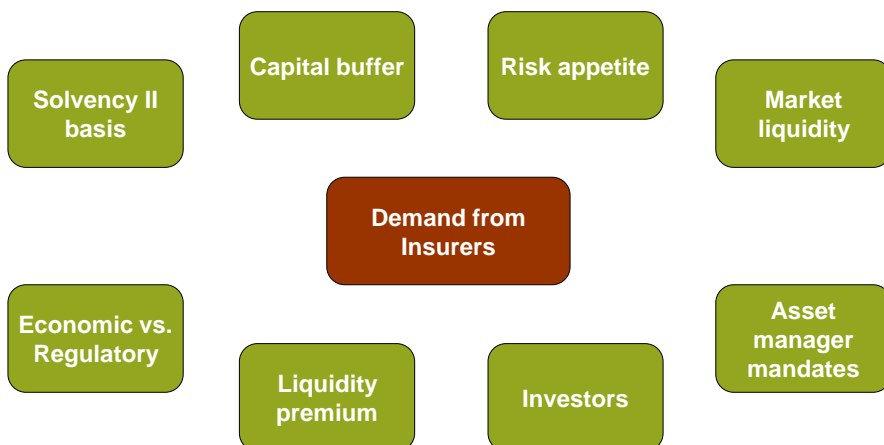 Capital buffer
Risk appetite
Solvency II
basis
Market
liquidity
Demand from
Insurers
Economic vs.
Regulatory
Asset
manager
mandates
Liquidity
premium
Investors